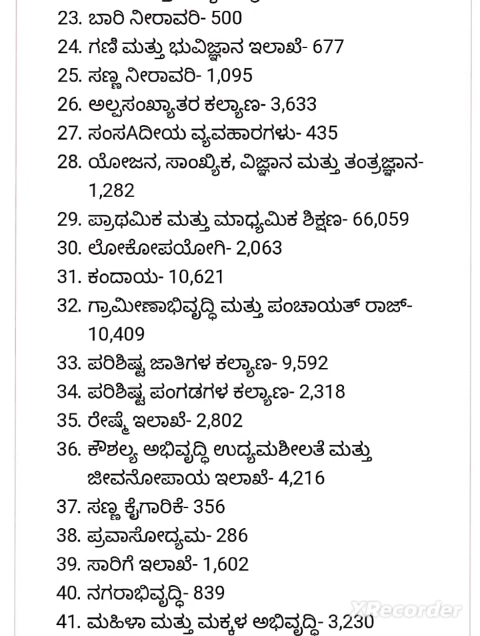 23. ಬಾರಿ ನೀರಾವರಿ- 500
24. ಗಣಿ ಮತ್ತು ಭುವಿಜ್ಞಾನ ಇಲಾಖೆ- 677
25. ಸಣ್ಣ ನೀರಾವರಿ- 1,095
26. ಅಲ್ಪಸಂಖ್ಯಾತರ ಕಲ್ಯಾಣ- 3,633
27. ಸಂಸAದೀಯ ವ್ಯವಹಾರಗಳು- 435
28. ಯೋಜನ, ಸಾಂಖ್ಯಿಕ, ವಿಜ್ಞಾನ ಮತ್ತು ತಂತ್ರಜ್ಞಾನ-
1,282
29. ಪ್ರಾಥಮಿಕ ಮತ್ತು ಮಾಧ್ಯಮಿಕ ಶಿಕ್ಷಣ- 66,059
30. ಲೋಕೋಪಯೋಗಿ- 2,063
31. ಕಂದಾಯ- 10,621
32. ಗ್ರಾಮೀಣಾಭಿವೃದ್ಧಿ ಮತ್ತು ಪಂಚಾಯತ್ ರಾಜ್-
10,409
33. ಪರಿಶಿಷ್ಟ ಜಾತಿಗಳ ಕಲ್ಯಾಣ- 9,592
34. ಪರಿಶಿಷ್ಟ ಪಂಗಡಗಳ ಕಲ್ಯಾಣ- 2,318
35. ರೇಷ್ಮೆ ಇಲಾಖೆ- 2,802
36. ಕೌಶಲ್ಯ ಅಭಿವೃದ್ಧಿ ಉದ್ಯಮಶೀಲತೆ ಮತ್ತು
ಜೀವನೋಪಾಯ ಇಲಾಖೆ- 4,216
37. ಸಣ್ಣ ಕೈಗಾರಿಕೆ- 356
38. ಪ್ರವಾಸೋದ್ಯಮ- 286
39. ಸಾರಿಗೆ ಇಲಾಖೆ- 1,602
40. ನಗರಾಭಿವೃದ್ಧಿ- 839
41. ಮಹಿಳಾ ಮತ್ತು ಮಕ್ಕಳ ಅಭಿವೃದ್ಧಿ- 3,230
XRecorder